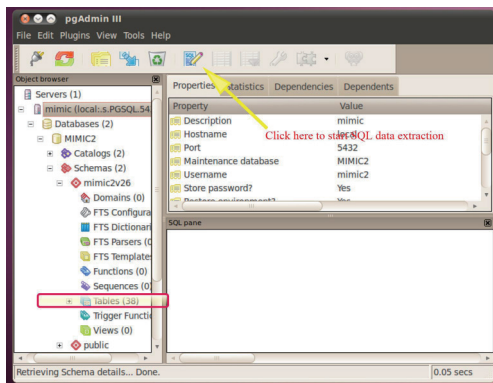 pgAdmin III
File Edit Plugins View Tools Help
Object browser
Servers (1)
mimic (local:.s.PGSQL.54
Databases (2)
MIMIC2
Catalogs (2)
Schemas (2)
mimic2v26
Domains (0)
FTS Configura
FTS Dictionari
FTS Parsers (0
FTS Template
Functions (0)
Sequences (0)
Tables (38)
Trigger Functi
Views (0)
public
Properties Statistics Dependencies Dependents
Property Value
Description mimic
Hostname
Click here to start SQL data extraction
Port 5432
Maintenance database MIMIC2
Username mimic2
Store password? Yes
Restore environment? Yes
SQL pane
Retrieving Schema details... Done.
0.05 secs